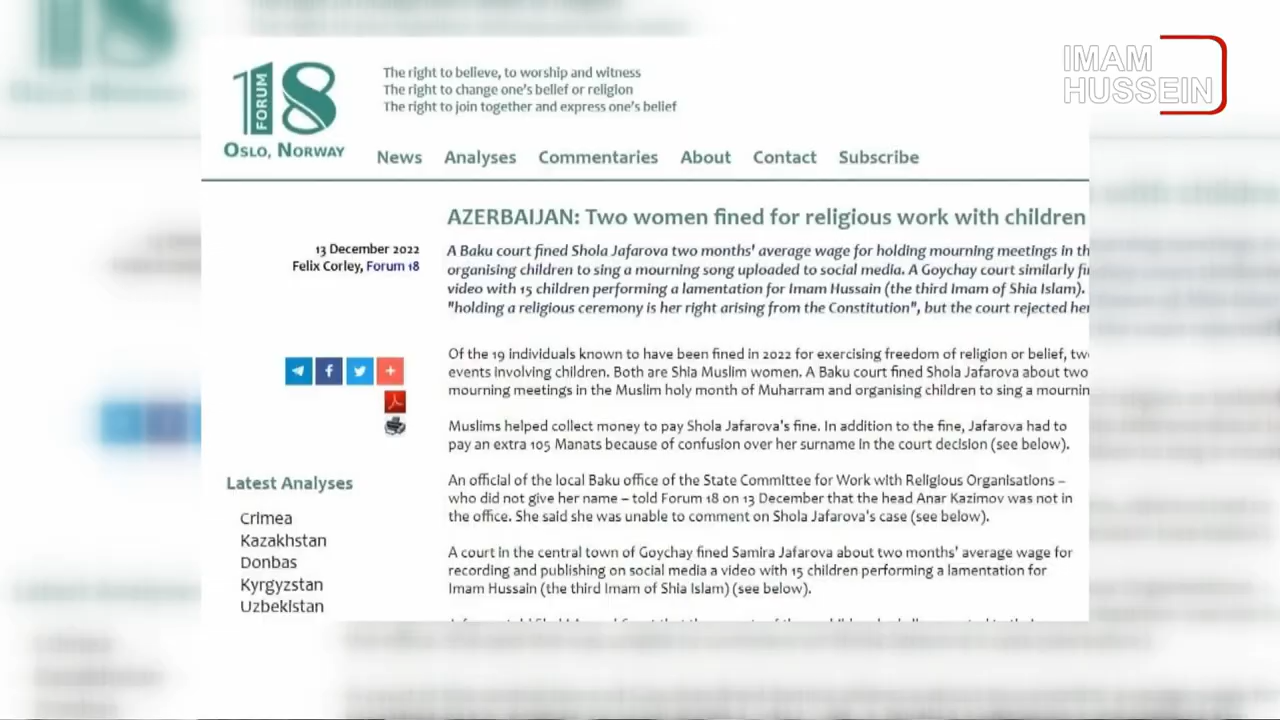 IMAM
HUSSEIN
18
FORUM
OSLO, NORWAY
The right to believe, to worship and witness
The right to change one's belief or religion
The right to join together and express one's belief
News Analyses Commentaries About Contact Subscribe
AZERBAIJAN: Two women fined for religious work with children
13 December 2022
Felix Corley, Forum 18
A Baku court fined Shola Jafarova two months' average wage for holding mourning meetings in
organising children to sing a mourning song uploaded to social media. A Goychay court similarly
video with 15 children performing a lamentation for Imam Hussain (the third Imam of Shia Islam).
"holding a religious ceremony is her right arising from the Constitution", but the court rejected
Of the 19 individuals known to have been fined in 2022 for exercising freedom of religion or belief,
events involving children. Both are Shia Muslim women. A Baku court fined Shola Jafarova about two
mourning meetings in the Muslim holy month of Muharram and organising children to sing a
Muslims helped collect money to pay Shola Jafarova's fine. In addition to the fine, Jafarova had to
pay an extra 105 Manats because of confusion over her surname in the court decision (see below).
An official of the local Baku office of the State Committee for Work with Religious Organisations –
who did not give her name – told Forum 18 on 13 December that the head Anar Kazimov was not in
the office. She said she was unable to comment on Shola Jafarova's case (see below).
A court in the central town of Goychay fined Samira Jafarova about two months' average wage for
recording and publishing on social media a video with 15 children performing a lamentation for
Imam Hussain (the third Imam of Shia Islam) (see below).
Latest Analyses
Crimea
Kazakhstan
Donbas
Kyrgyzstan
Uzbekistan